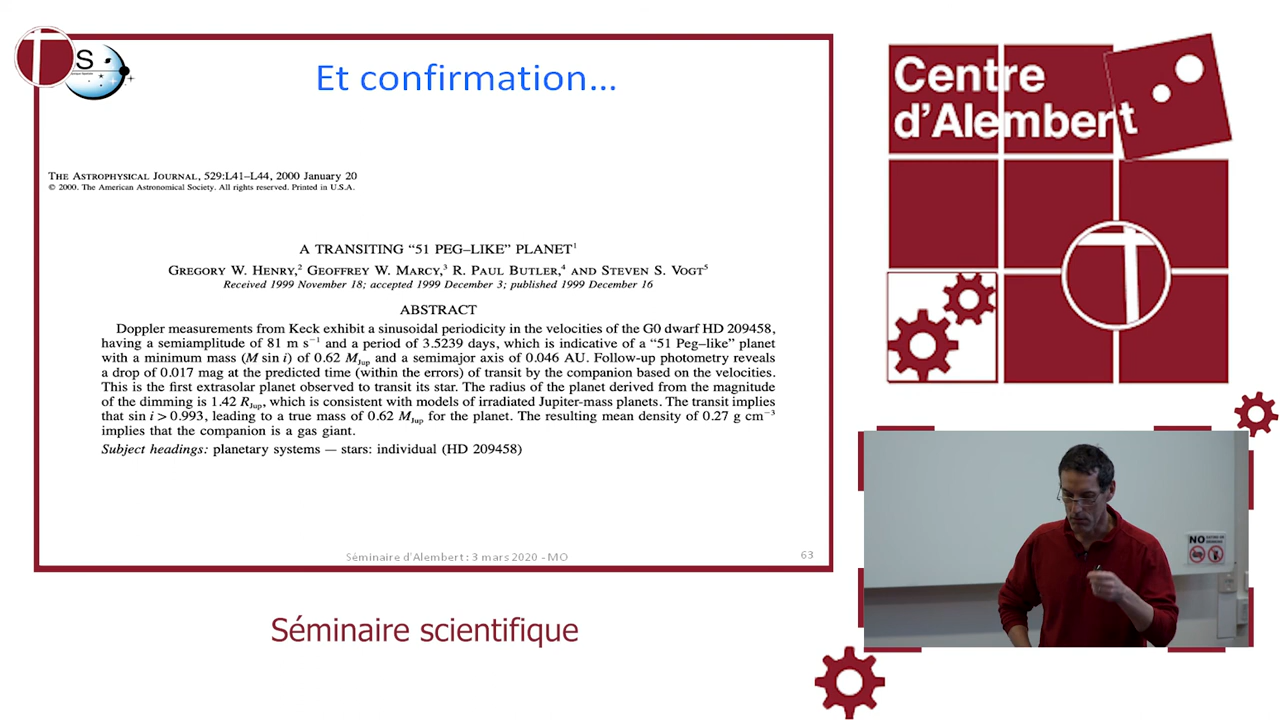 S
Et confirmation...
THE ASTROPHYSICAL JOURNAL, 529:L41–L44, 2000 January 20
© 2000. The American Astronomical Society. All rights reserved. Printed in U.S.A.
A TRANSITING “51 PEG–LIKE” PLANET¹
GREGORY W. HENRY,² GEOFFREY W. MARCY,³ R. PAUL BUTLER,⁴ AND STEVEN S. VOGT⁵
Received 1999 November 18; accepted 1999 December 3; published 1999 December 16
ABSTRACT
Doppler measurements from Keck exhibit a sinusoidal periodicity in the velocities of the G0 dwarf HD 209458,
having a semiamplitude of 81 m s⁻¹ and a period of 3.5239 days, which is indicative of a “51 Peg–like” planet
with a minimum mass (M sin i) of 0.62 MJup and a semimajor axis of 0.046 AU. Follow-up photometry reveals
a drop of 0.017 mag at the predicted time (within the errors) of transit by the companion based on the velocities.
This is the first extrasolar planet observed to transit its star. The radius of the planet derived from the magnitude
of the dimming is 1.42 RJup, which is consistent with models of irradiated Jupiter-mass planets. The transit implies
that sin i > 0.993, leading to a true mass of 0.62 MJup for the planet. The resulting mean density of 0.27 g cm⁻³
implies that the companion is a gas giant.
Subject headings: planetary systems — stars: individual (HD 209458)
Séminaire d'Alembert : 3 mars 2020 - MO
63
Séminaire scientifique
Centre
d'Alembert
NO